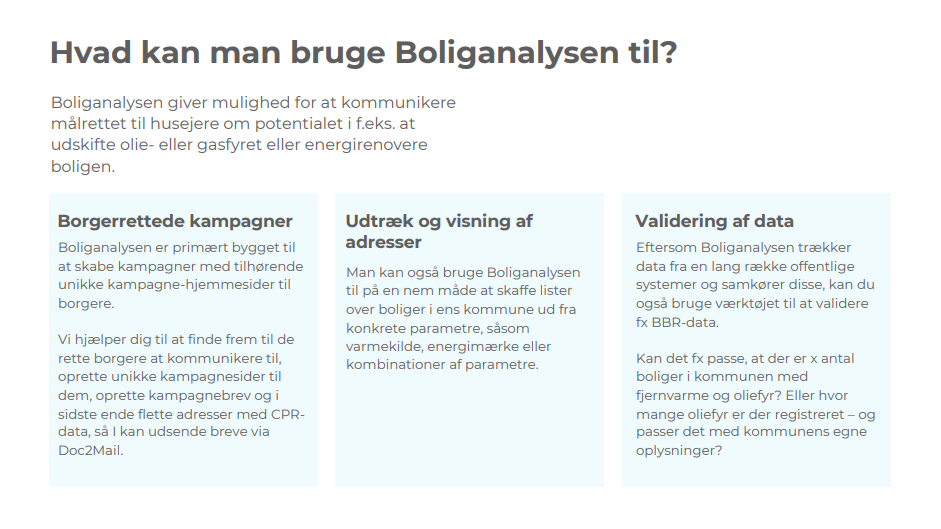 Hvad kan man bruge Boliganalysen til?
Boliganalysen giver mulighed for at kommunikere
målrettet til husejere om potentialet i f.eks. at
udskifte olie- eller gasfyret eller energirenovere
boligen.
Borgerrettede kampagner
Boliganalysen er primært bygget til
at skabe kampagner med tilhørende
unikke kampagne-hjemmesider til
borgere.
Vi hjælper dig til at finde frem til de
rette borgere at kommunikere til,
oprette unikke kampagnesider til
dem, oprette kampagnebrev og i
sidste ende flette adresser med CPR-
data, så I kan udsende breve via
Doc2Mail.
Udtræk og visning af
adresser
Man kan også bruge Boliganalysen
til på en nem måde at skaffe lister
over boliger i ens kommune ud fra
konkrete parametre, såsom
varmekilde, energimærke eller
kombinationer af parametre.
Validering af data
Eftersom Boliganalysen trækker
data fra en lang række offentlige
systemer og samkører disse, kan du
også bruge værktøjet til at validere
fx BBR-data.
Kan det fx passe, at der er x antal
boliger i kommunen med
fjernvarme og oliefyr? Eller hvor
mange oliefyr er der registreret – og
passer det med kommunens egne
oplysninger?